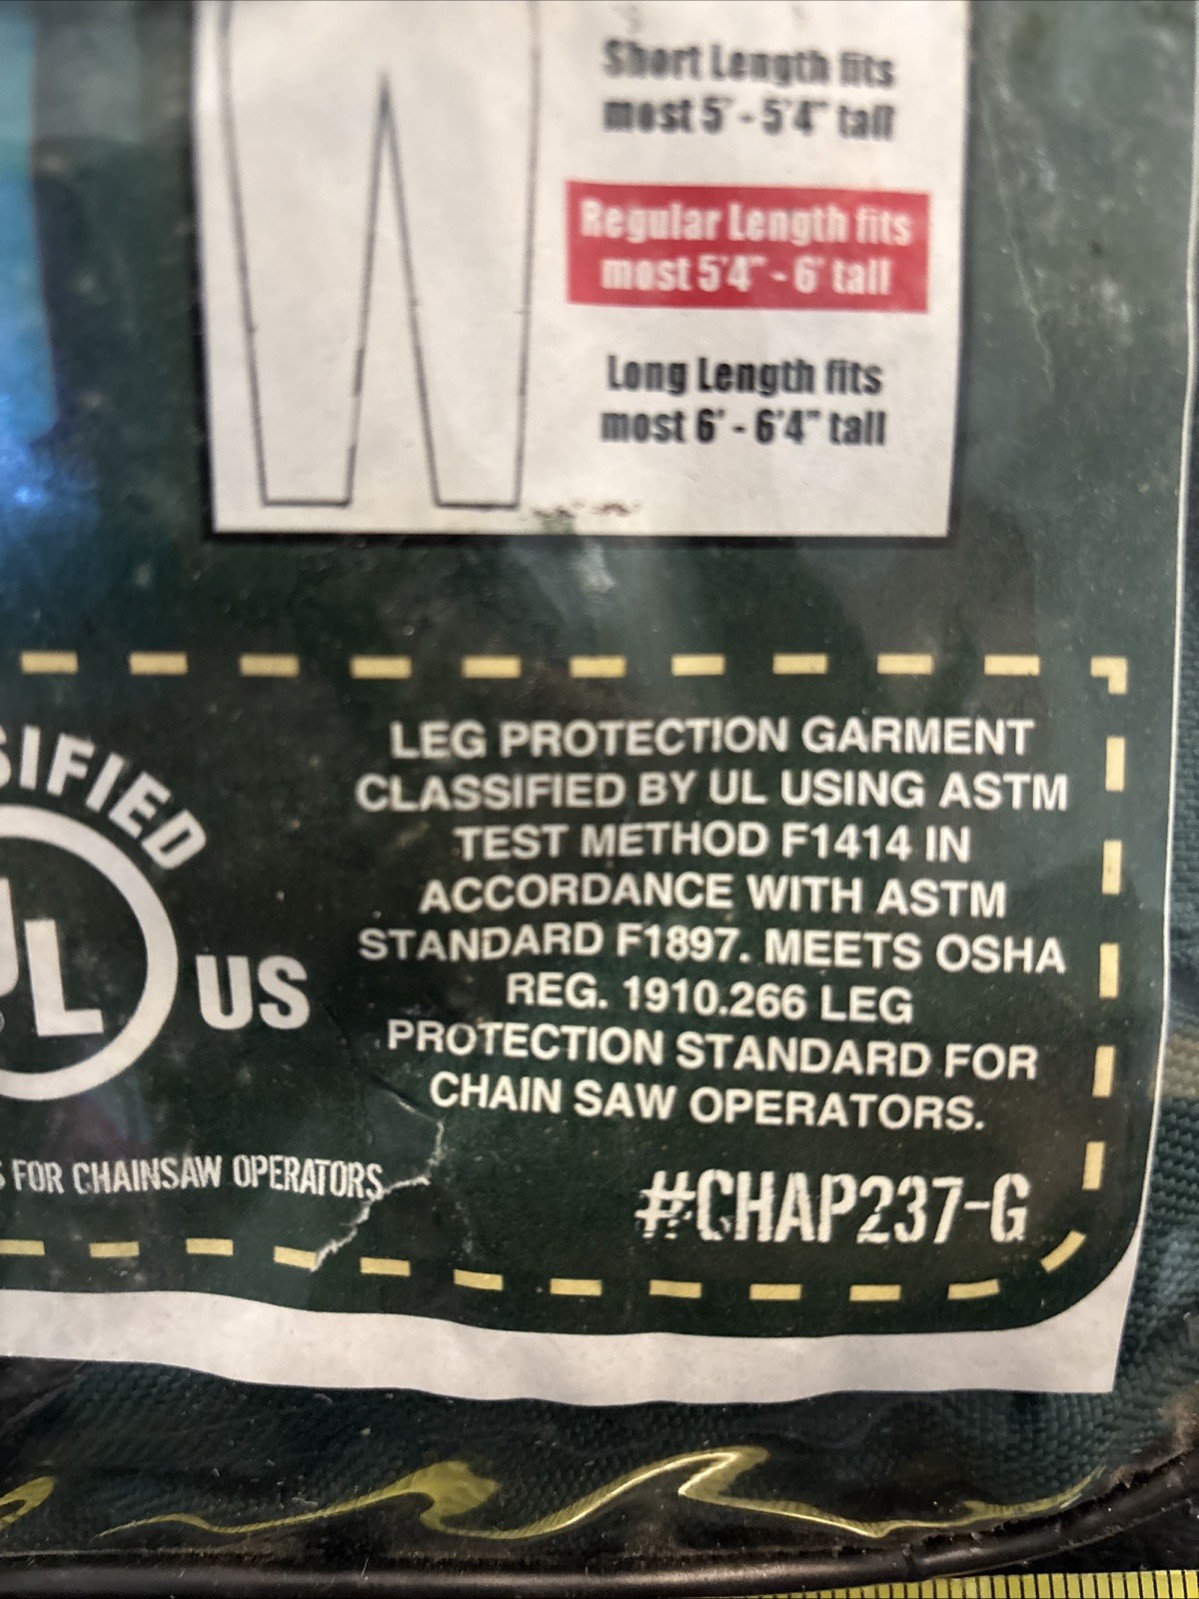 Short Length fits
most 5' - 5'4" tall
Regular Length fits
most 5'4" - 6' tall
Long Length fits
most 6' - 6'4" tall
SIFIED
UL
US
LEG PROTECTION GARMENT
CLASSIFIED BY UL USING ASTM
TEST METHOD F1414 IN
ACCORDANCE WITH ASTM
STANDARD F1897. MEETS OSHA
REG. 1910.266 LEG
PROTECTION STANDARD FOR
CHAIN SAW OPERATORS.
S FOR CHAINSAW OPERATORS
#CHAP237-G